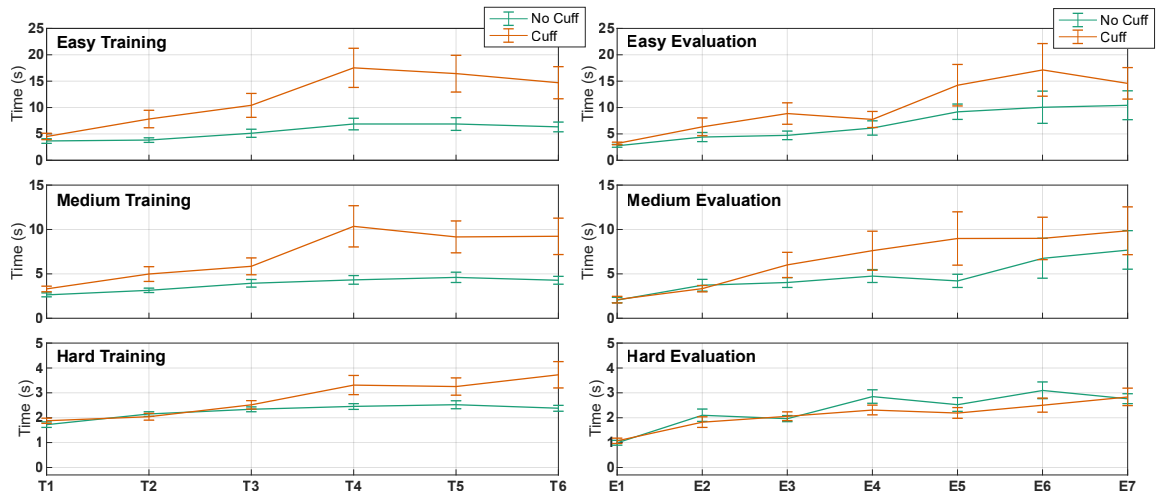 No Cuff
Cuff
Easy Training
Time (s)
25
20
15
10
5
0
Medium Training
Time (s)
15
10
5
0
Hard Training
Time (s)
5
4
3
2
1
0
T1 T2 T3 T4 T5 T6
No Cuff
Cuff
Easy Evaluation
Time (s)
25
20
15
10
5
0
Medium Evaluation
Time (s)
15
10
5
0
Hard Evaluation
Time (s)
5
4
3
2
1
0
E1 E2 E3 E4 E5 E6 E7